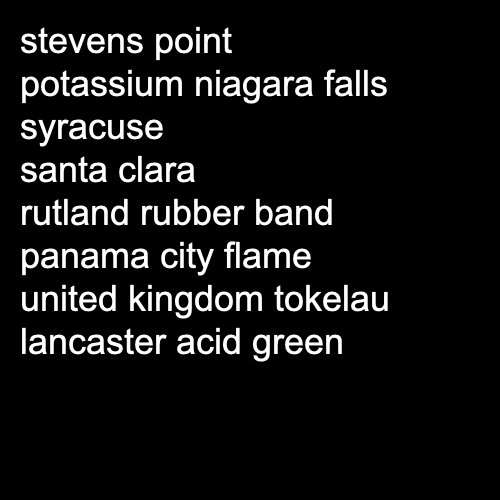 stevens point
potassium niagara falls
syracuse
santa clara
rutland rubber band
panama city flame
united kingdom tokelau
lancaster acid green